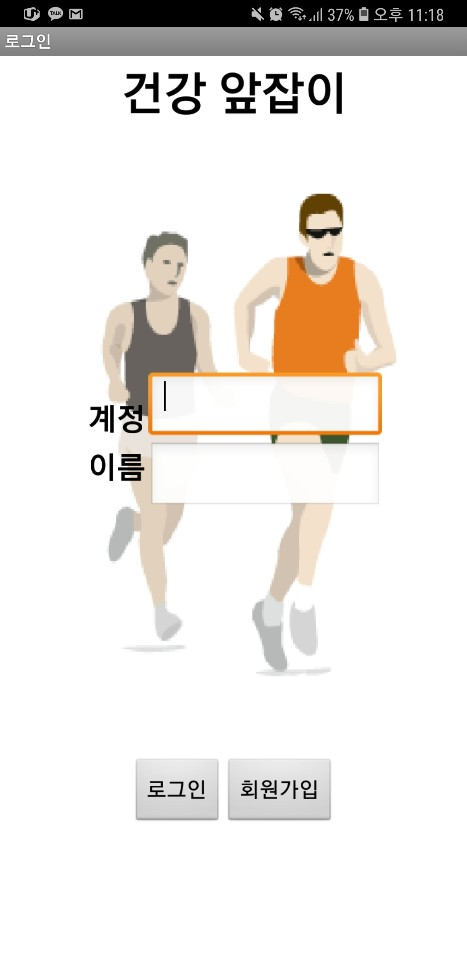 37% 오후 11:18
로그인
건강 앞잡이
계정
이름
로그인 회원가입